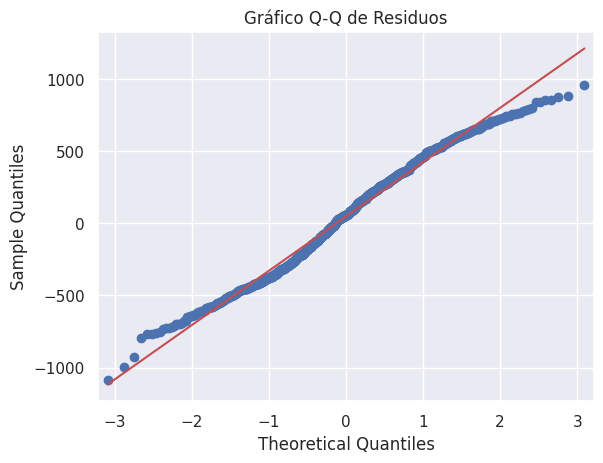 Gráfico Q-Q de Residuos
Sample Quantiles
1000
500
0
−500
−1000
−3 −2 −1 0 1 2 3
Theoretical Quantiles